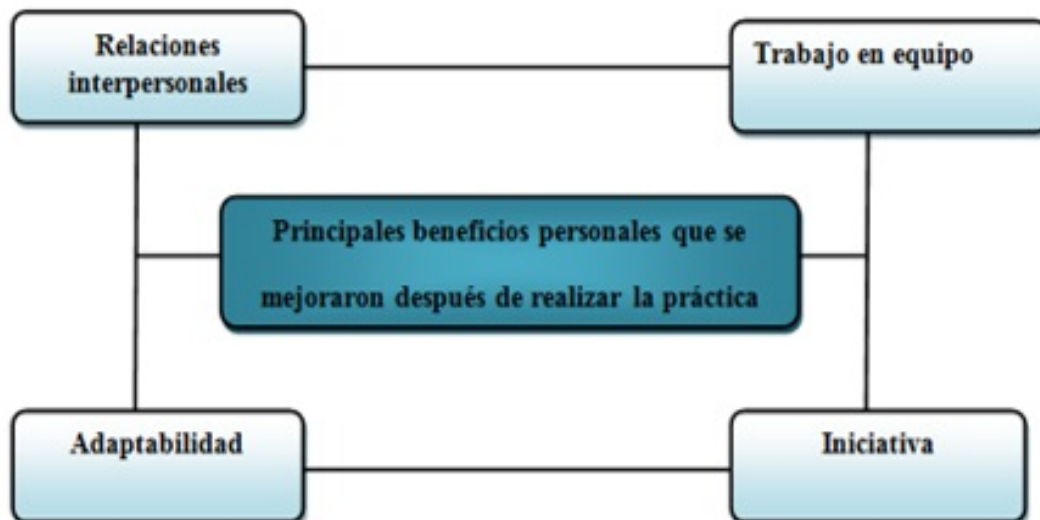 Relaciones
interpersonales
Trabajo en equipo
Principales beneficios personales que se
mejoraron después de realizar la práctica
Adaptabilidad
Iniciativa